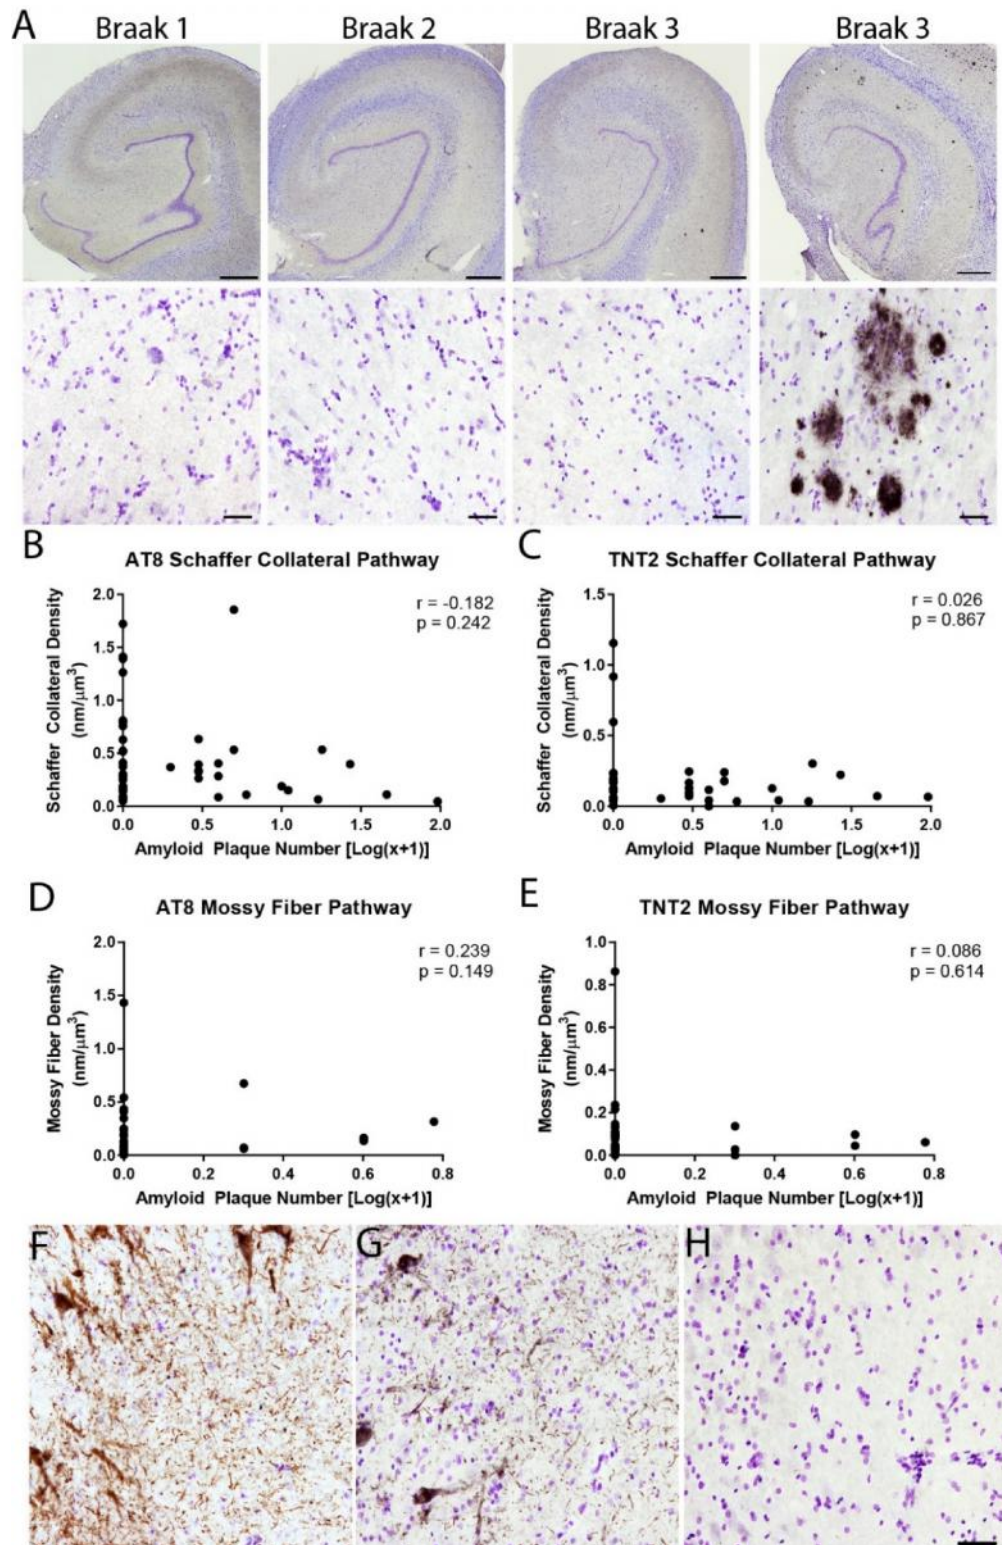 A
Braak 1
Braak 2
Braak 3
Braak 3
B
AT8 Schaffer Collateral Pathway
Schaffer Collateral Density
(nm/μm³)
2.0
1.5
1.0
0.5
0.0
r = -0.182
p = 0.242
0.0 0.5 1.0 1.5 2.0
Amyloid Plaque Number [Log(x+1)]
C
TNT2 Schaffer Collateral Pathway
Schaffer Collateral Density
(nm/μm³)
1.5
1.0
0.5
0.0
r = 0.026
p = 0.867
0.0 0.5 1.0 1.5 2.0
Amyloid Plaque Number [Log(x+1)]
D
AT8 Mossy Fiber Pathway
Mossy Fiber Density
(nm/μm³)
2.0
1.5
1.0
0.5
0.0
r = 0.239
p = 0.149
0.0 0.2 0.4 0.6 0.8
Amyloid Plaque Number [Log(x+1)]
E
TNT2 Mossy Fiber Pathway
Mossy Fiber Density
(nm/μm³)
1.0
0.8
0.6
0.4
0.2
0.0
r = 0.086
p = 0.614
0.0 0.2 0.4 0.6 0.8
Amyloid Plaque Number [Log(x+1)]
F
G
H